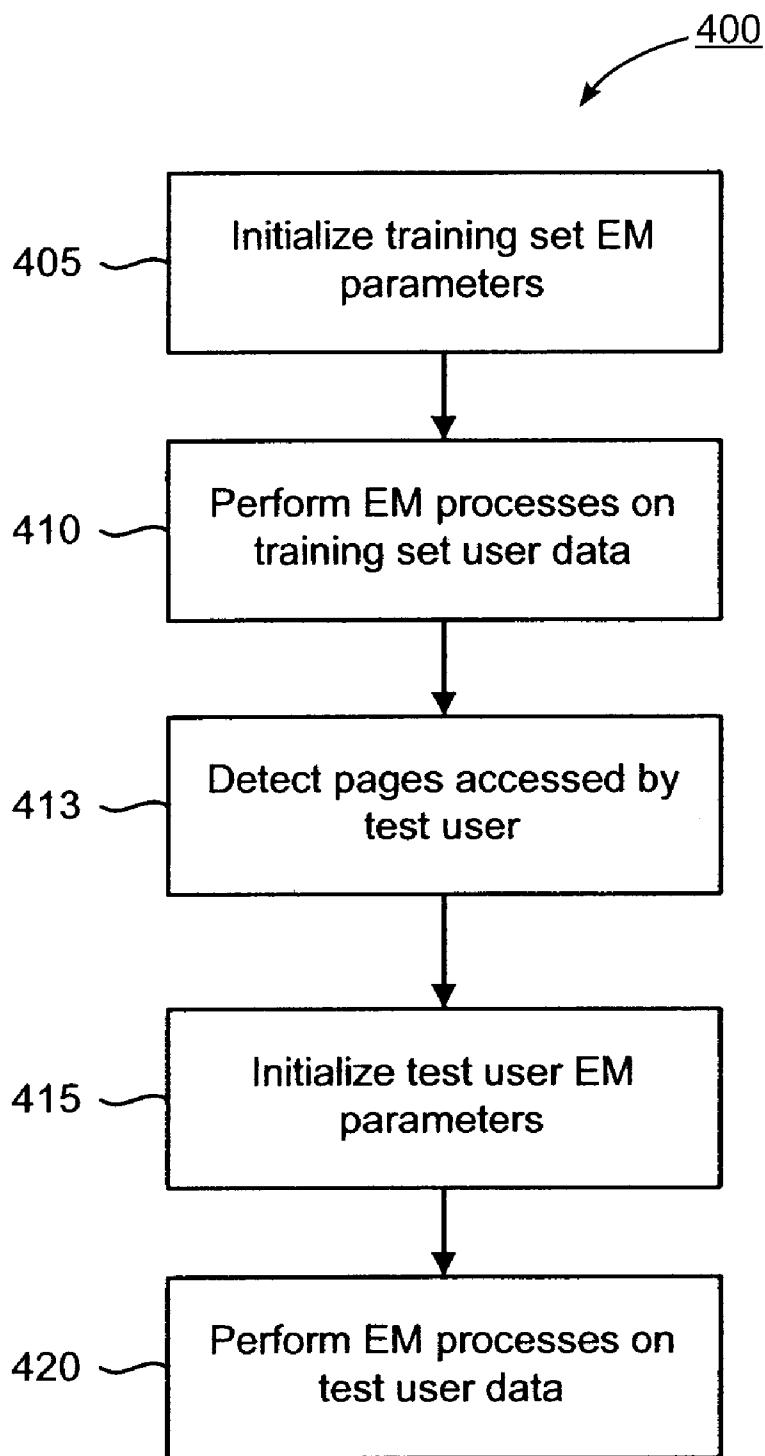 400
405
Initialize training set EM
parameters
410
Perform EM processes on
training set user data
413
Detect pages accessed by
test user
415
Initialize test user EM
parameters
420
Perform EM processes on
test user data